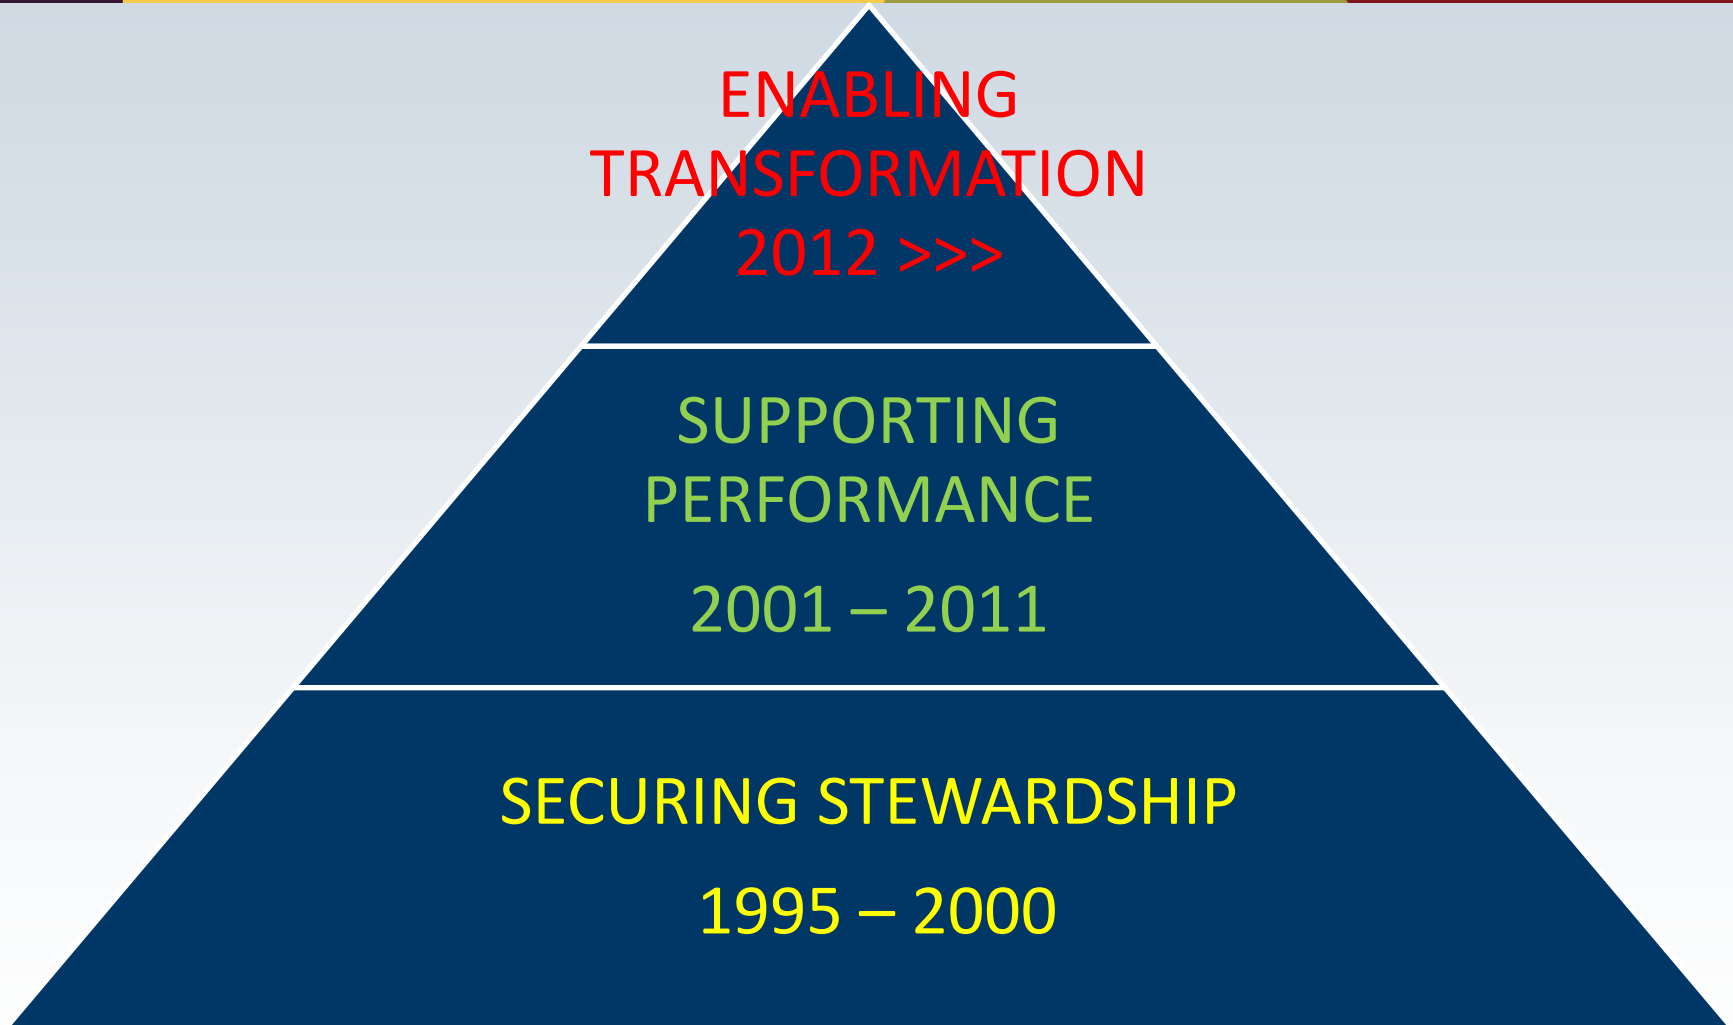 ENABLING
TRANSFORMATION
2012 >>>
SUPPORTING
PERFORMANCE
2001 – 2011
SECURING STEWARDSHIP
1995 – 2000